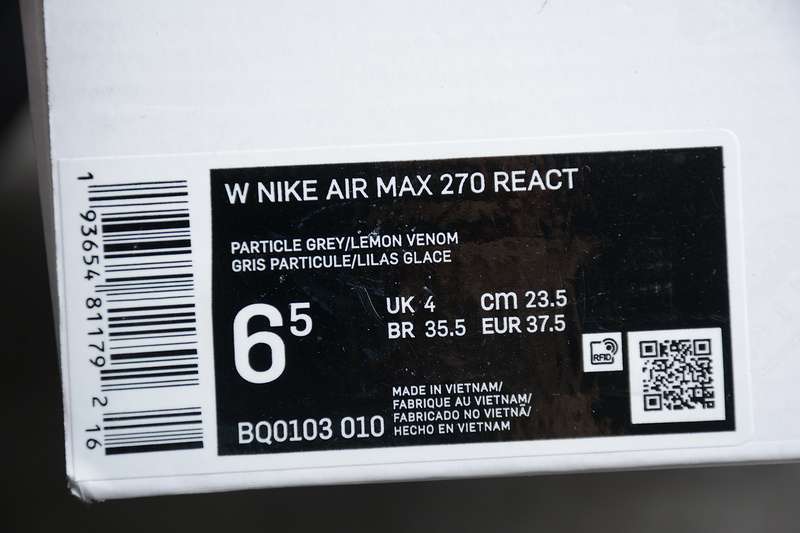 W NIKE AIR MAX 270 REACT
PARTICLE GREY/LEMON VENOM
GRIS PARTICULE/LILAS GLACE
6⁵
UK 4 cm 23.5
BR 35.5 EUR 37.5
RFID
MADE IN VIETNAM/
FABRIQUE AU VIETNAM/
FABRICADO NO VIETNÃ/
HECHO EN VIETNAM
BQ0103 010
1 93654 81179 2 16